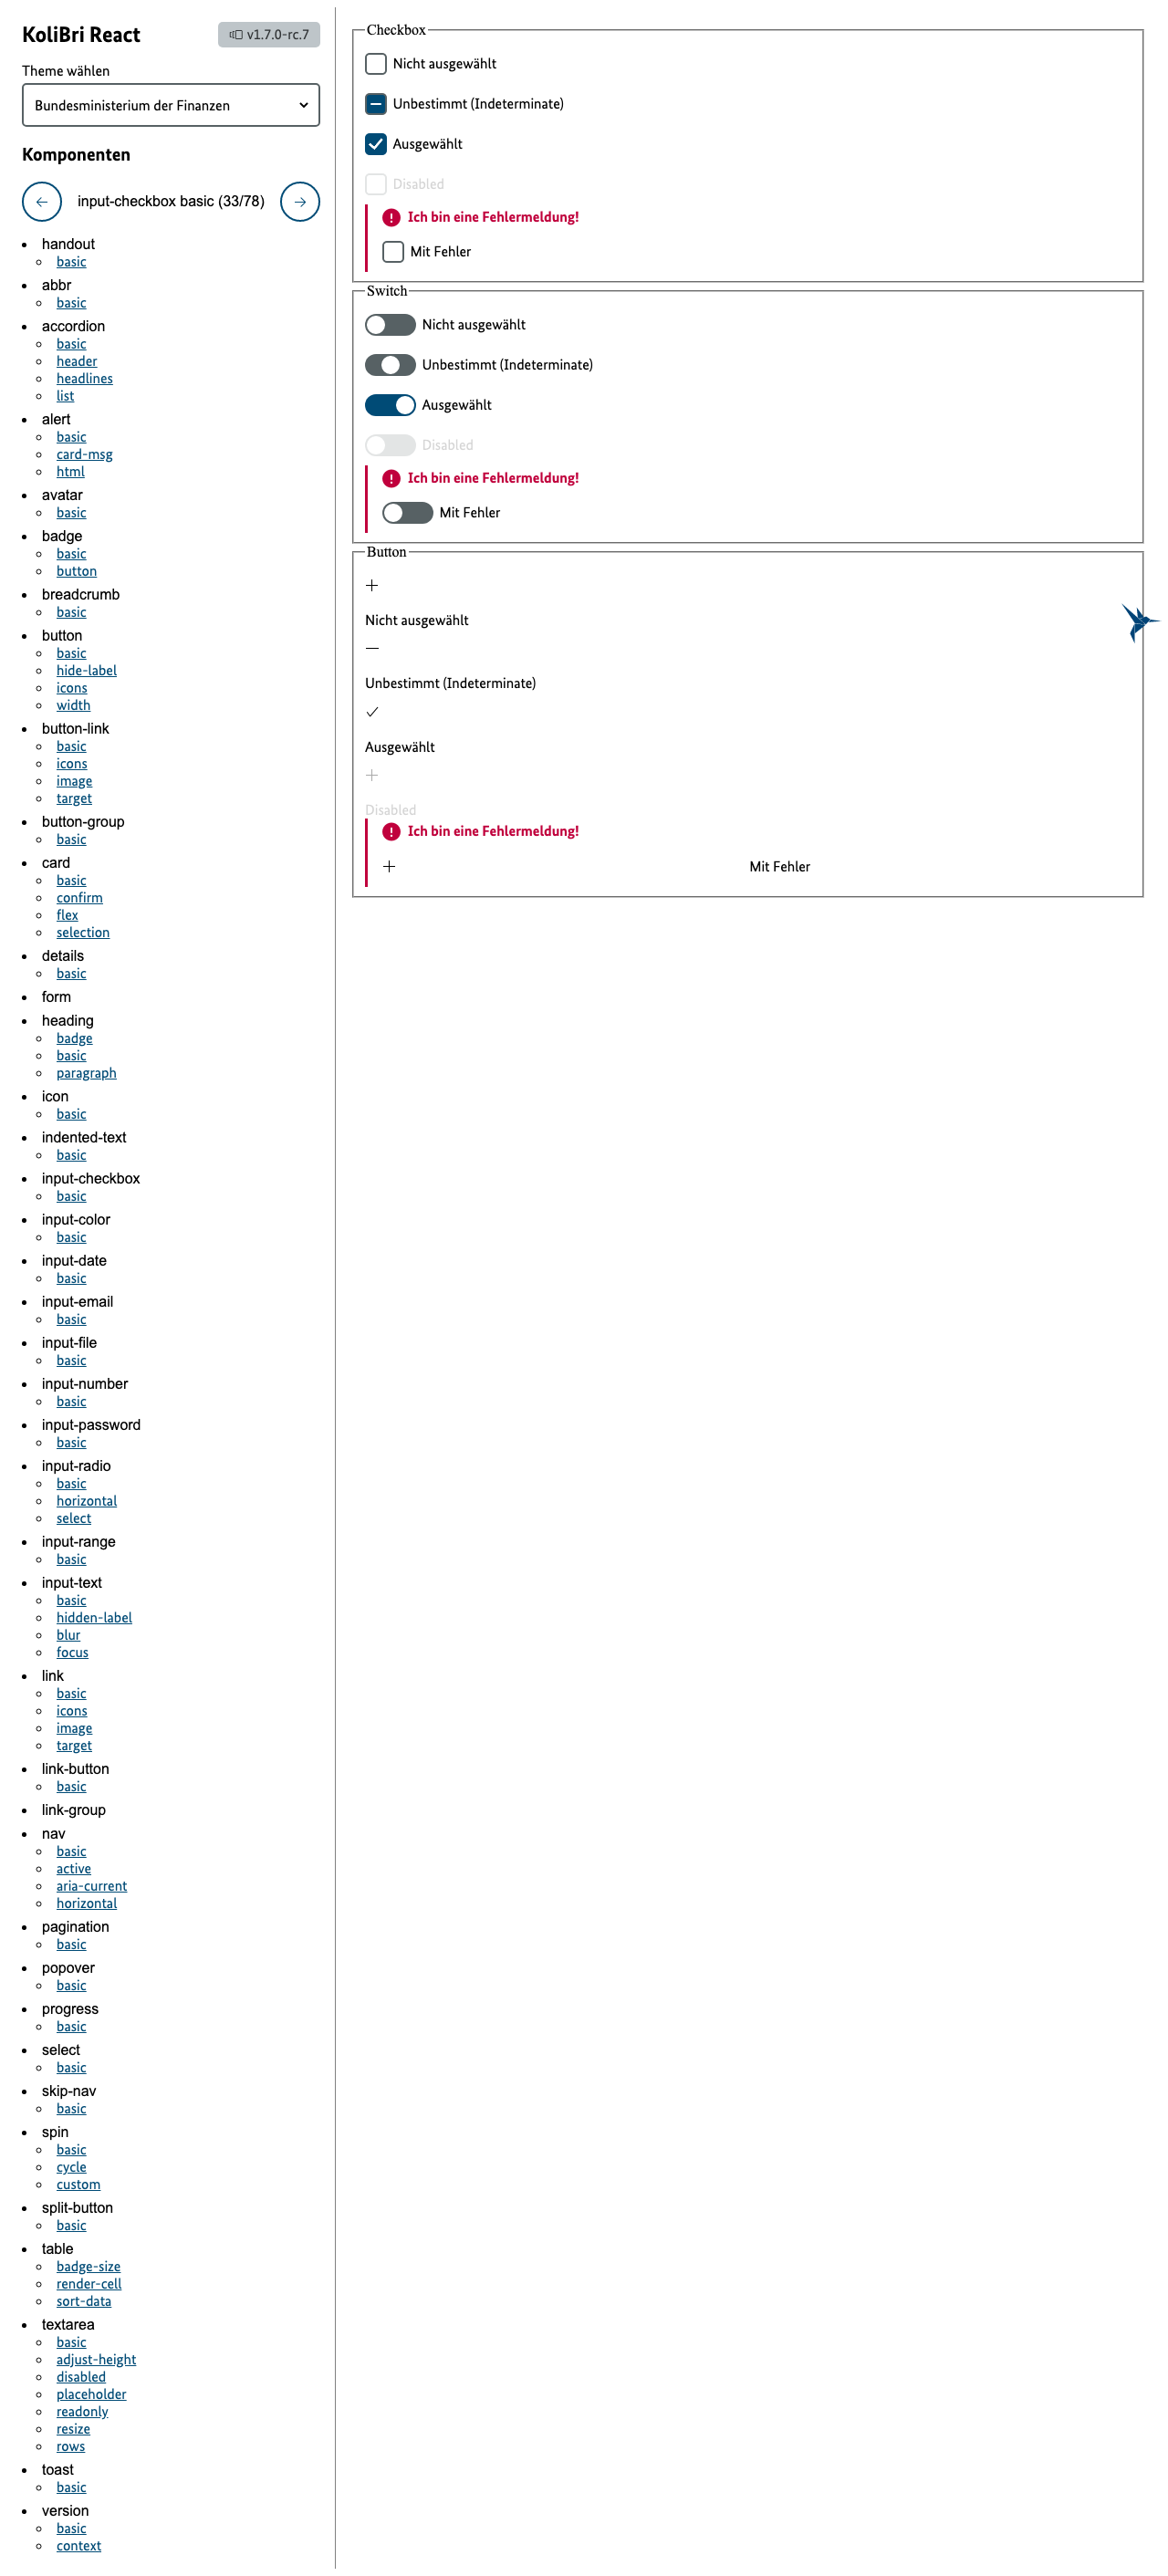 KoliBri React
v1.7.0-rc.7
Theme wählen
Bundesministerium der Finanzen
Komponenten
input-checkbox basic (33/78)
handout
basic
abbr
basic
accordion
basic
header
headlines
list
alert
basic
card-msg
html
avatar
basic
badge
basic
button
breadcrumb
basic
button
basic
hide-label
icons
width
button-link
basic
icons
image
target
button-group
basic
card
basic
confirm
flex
selection
details
basic
form
heading
badge
basic
paragraph
icon
basic
indented-text
basic
input-checkbox
basic
input-color
basic
input-date
basic
input-email
basic
input-file
basic
input-number
basic
input-password
basic
input-radio
basic
horizontal
select
input-range
basic
input-text
basic
hidden-label
blur
focus
link
basic
icons
image
target
link-button
basic
link-group
nav
basic
active
aria-current
horizontal
pagination
basic
popover
basic
progress
basic
select
basic
skip-nav
basic
spin
basic
cycle
custom
split-button
basic
table
badge-size
render-cell
sort-data
textarea
basic
adjust-height
disabled
placeholder
readonly
resize
rows
toast
basic
version
basic
context
Checkbox
Nicht ausgewählt
Unbestimmt (Indeterminate)
Ausgewählt
Disabled
Ich bin eine Fehlermeldung!
Mit Fehler
Switch
Nicht ausgewählt
Unbestimmt (Indeterminate)
Ausgewählt
Disabled
Ich bin eine Fehlermeldung!
Mit Fehler
Button
Nicht ausgewählt
Unbestimmt (Indeterminate)
Ausgewählt
Disabled
Ich bin eine Fehlermeldung!
Mit Fehler